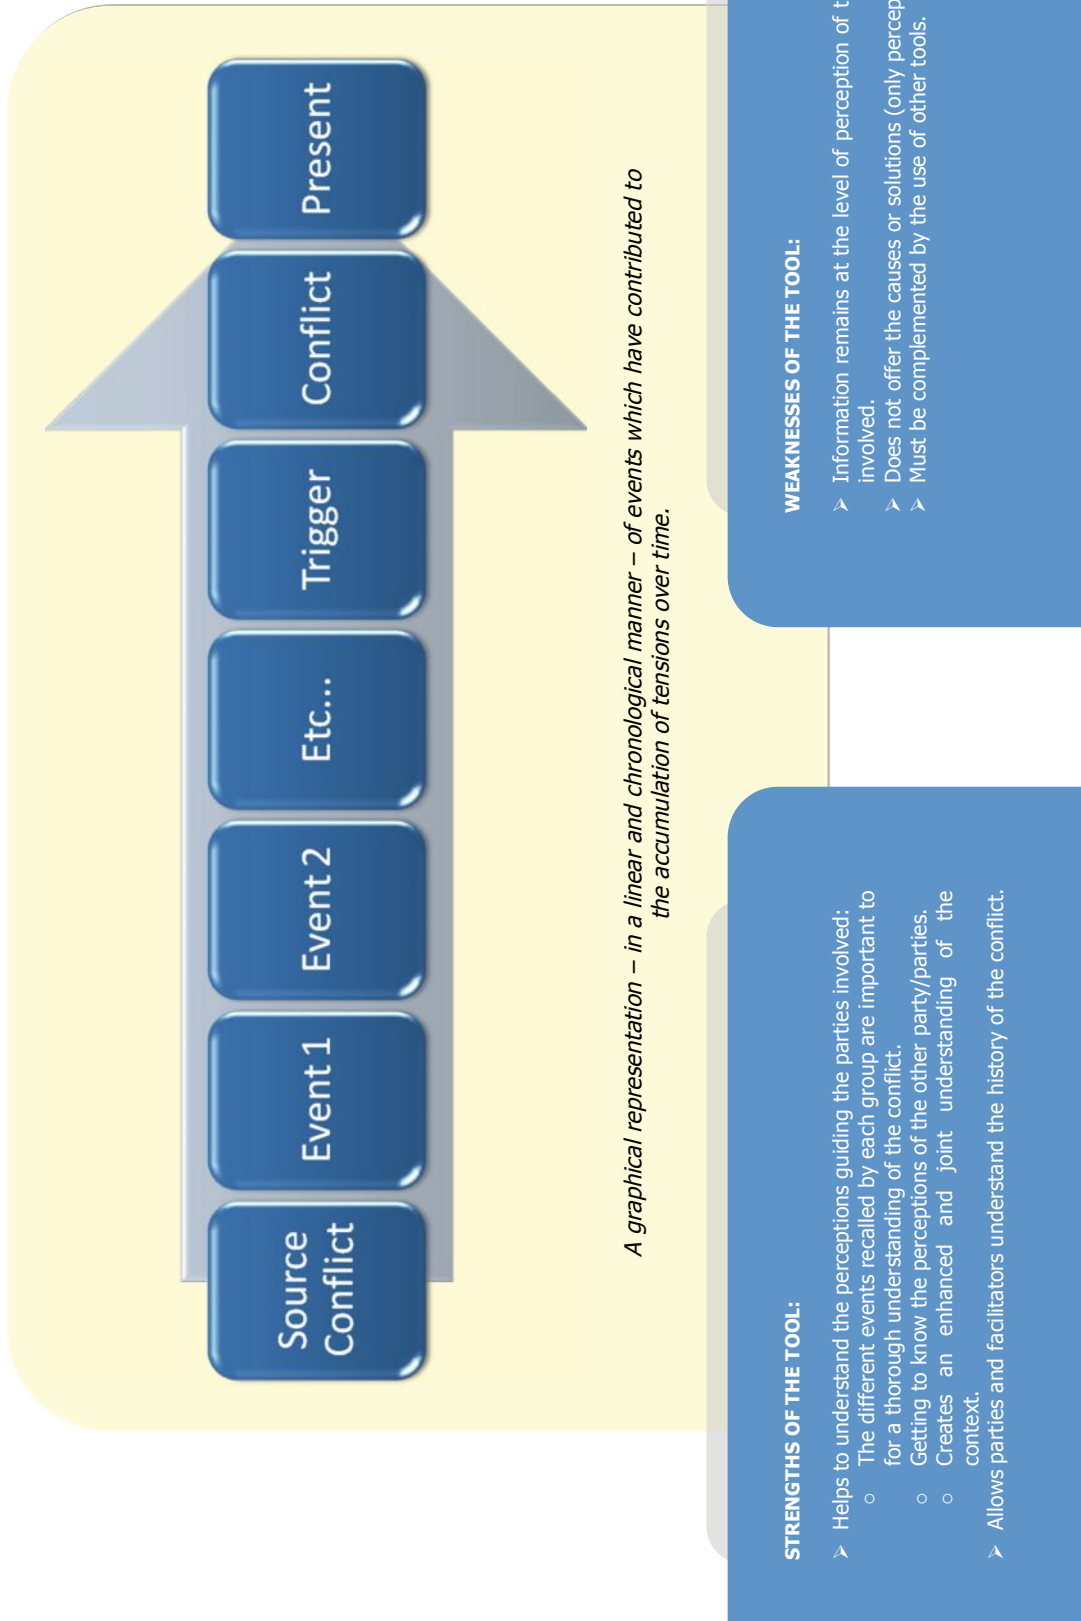 Source
Conflict
Event 1
Event 2
Etc...
Trigger
Conflict
Present
A graphical representation – in a linear and chronological manner – of events which have contributed to
the accumulation of tensions over time.
STRENGTHS OF THE TOOL:
➢ Helps to understand the perceptions guiding the parties involved:
○ The different events recalled by each group are important to
for a thorough understanding of the conflict.
○ Getting to know the perceptions of the other party/parties.
○ Creates an enhanced and joint understanding of the
context.
➢ Allows parties and facilitators understand the history of the conflict.
WEAKNESSES OF THE TOOL:
➢ Information remains at the level of perception of
involved.
➢ Does not offer the causes or solutions (only
➢ Must be complemented by the use of other tools.